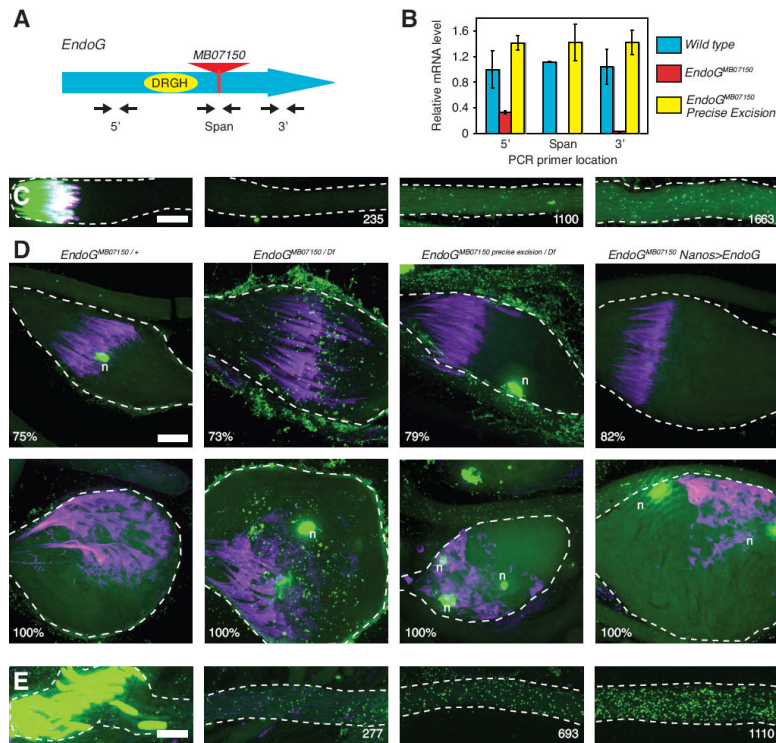 A
EndoG
MB07150
DRGH
5’
Span
3’
B
Relative mRNA level
1.6
1.2
0.8
0.4
0
5’
Span
3’
PCR primer location
Wild type
EndoG^MB07150
EndoG^MB07150
Precise Excision
C
235
1100
1663
D
EndoG^MB07150 / +
EndoG^MB07150 / Df
EndoG^MB07150 precise excision / Df
EndoG^MB07150 Nanos>EndoG
n
n
75%
73%
79%
82%
n
n
n
n
n
n
n
100%
100%
100%
100%
E
277
693
1110